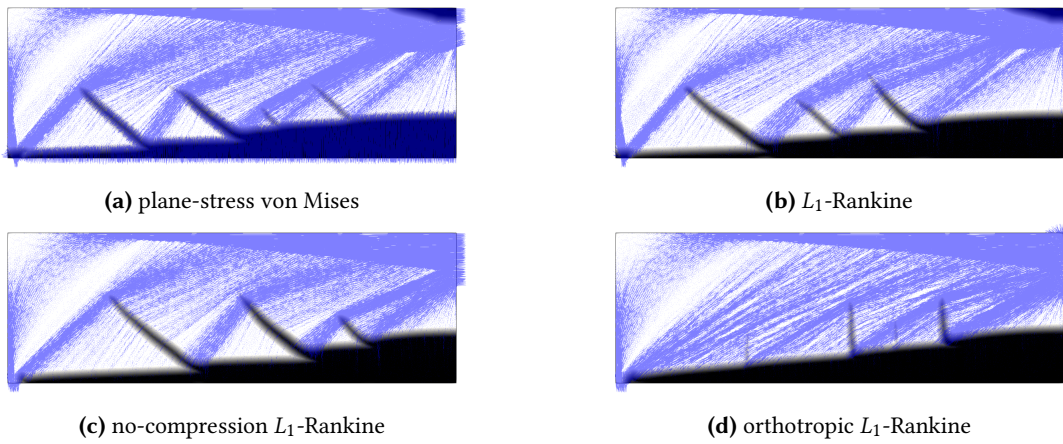 (a) plane-stress von Mises
(b) L₁-Rankine
(c) no-compression L₁-Rankine
(d) orthotropic L₁-Rankine